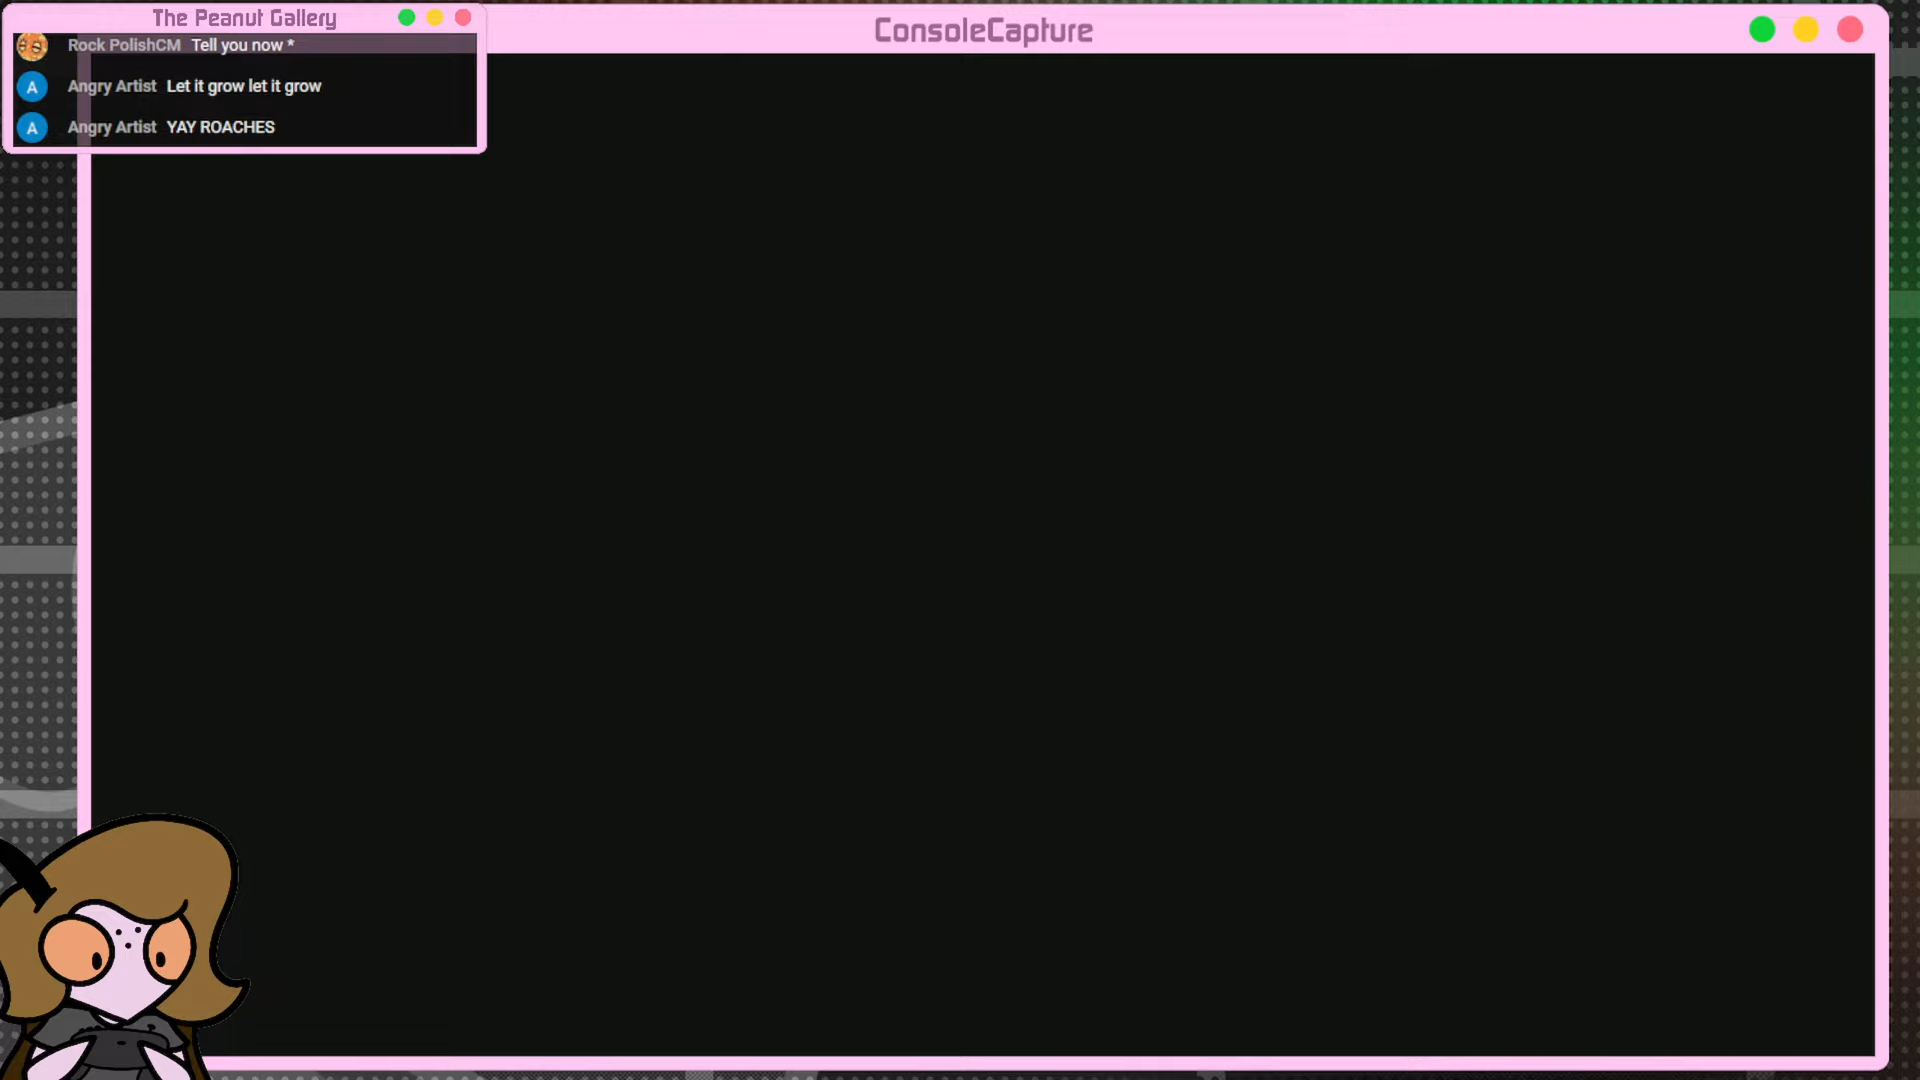 The Peanut Gallery
Rock PolishCM Tell you now *
A Angry Artist Let it grow let it grow
A Angry Artist YAY ROACHES
ConsoleCapture